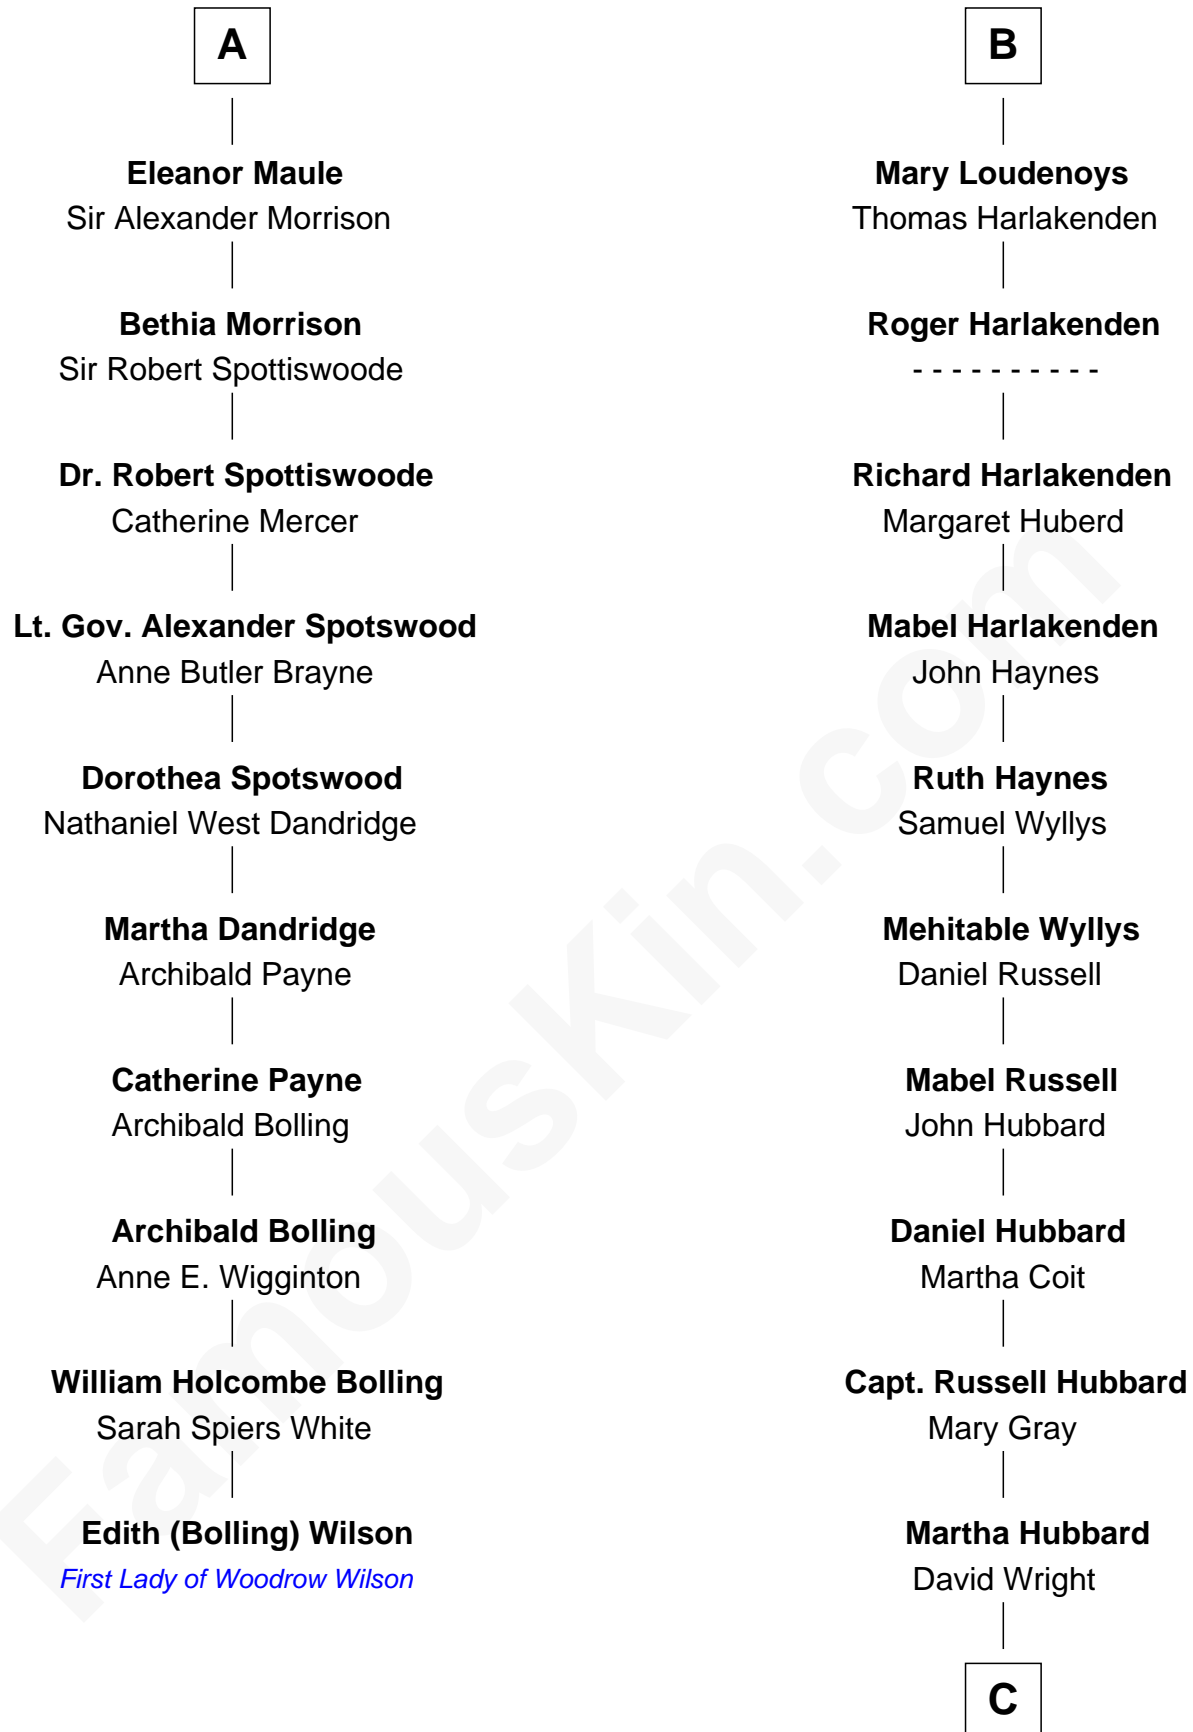 A
Eleanor Maule
Sir Alexander Morrison
Bethia Morrison
Sir Robert Spottiswoode
Dr. Robert Spottiswoode
Catherine Mercer
Lt. Gov. Alexander Spotswood
Anne Butler Brayne
Dorothea Spotswood
Nathaniel West Dandridge
Martha Dandridge
Archibald Payne
Catherine Payne
Archibald Bolling
Archibald Bolling
Anne E. Wigginton
William Holcombe Bolling
Sarah Spiers White
Edith (Bolling) Wilson
First Lady of Woodrow Wilson
B
Mary Loudenoys
Thomas Harlakenden
Roger Harlakenden
- - - - - - - - - -
Richard Harlakenden
Margaret Huberd
Mabel Harlakenden
John Haynes
Ruth Haynes
Samuel Wyllys
Mehitable Wyllys
Daniel Russell
Mabel Russell
John Hubbard
Daniel Hubbard
Martha Coit
Capt. Russell Hubbard
Mary Gray
Martha Hubbard
David Wright
C
FamousKin.com